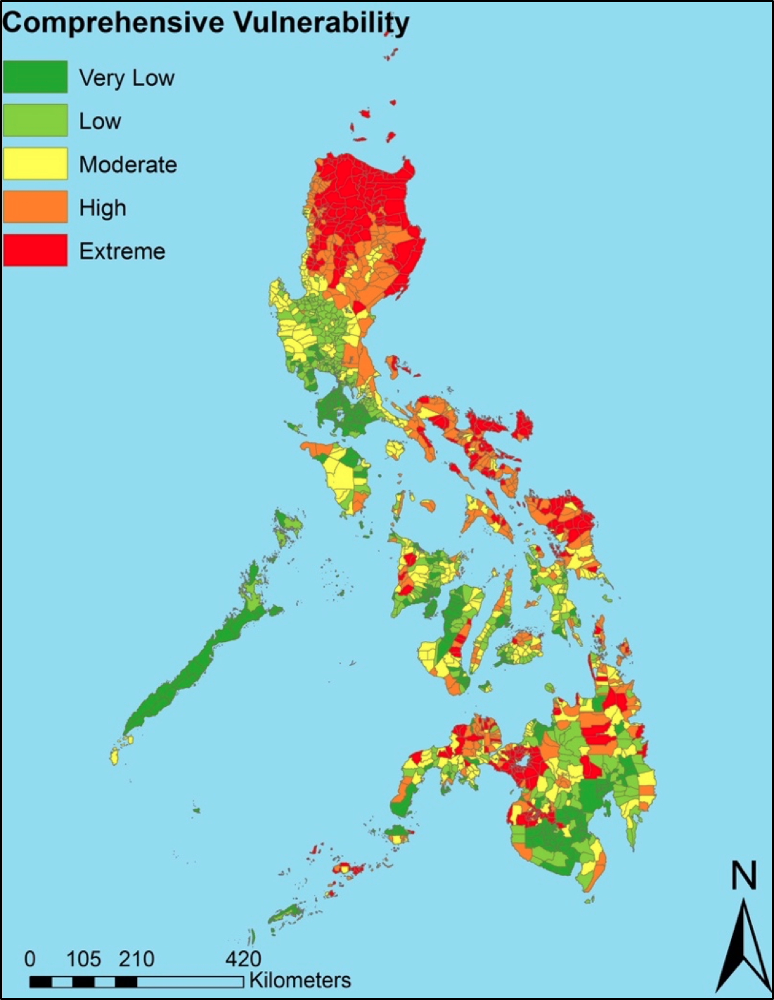 Comprehensive Vulnerability
Very Low
Low
Moderate
High
Extreme
N
0 105 210 420
Kilometers